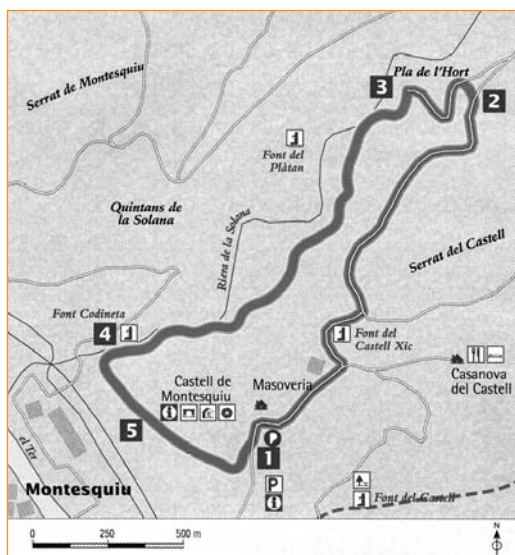 Serrat de Montesquiu
Pla de l'Hort
3
2
Font del
Plàtan
Quintans de
la Solana
Riera de la Solana
Serrat del Castell
Font Codineta
4
Font del
Castell Xic
Castell de
Montesquiu
Masoveria
Casanova
del Castell
5
P
1
el Ter
Montesquiu
P
Font del Castell
0 250 500 m
N